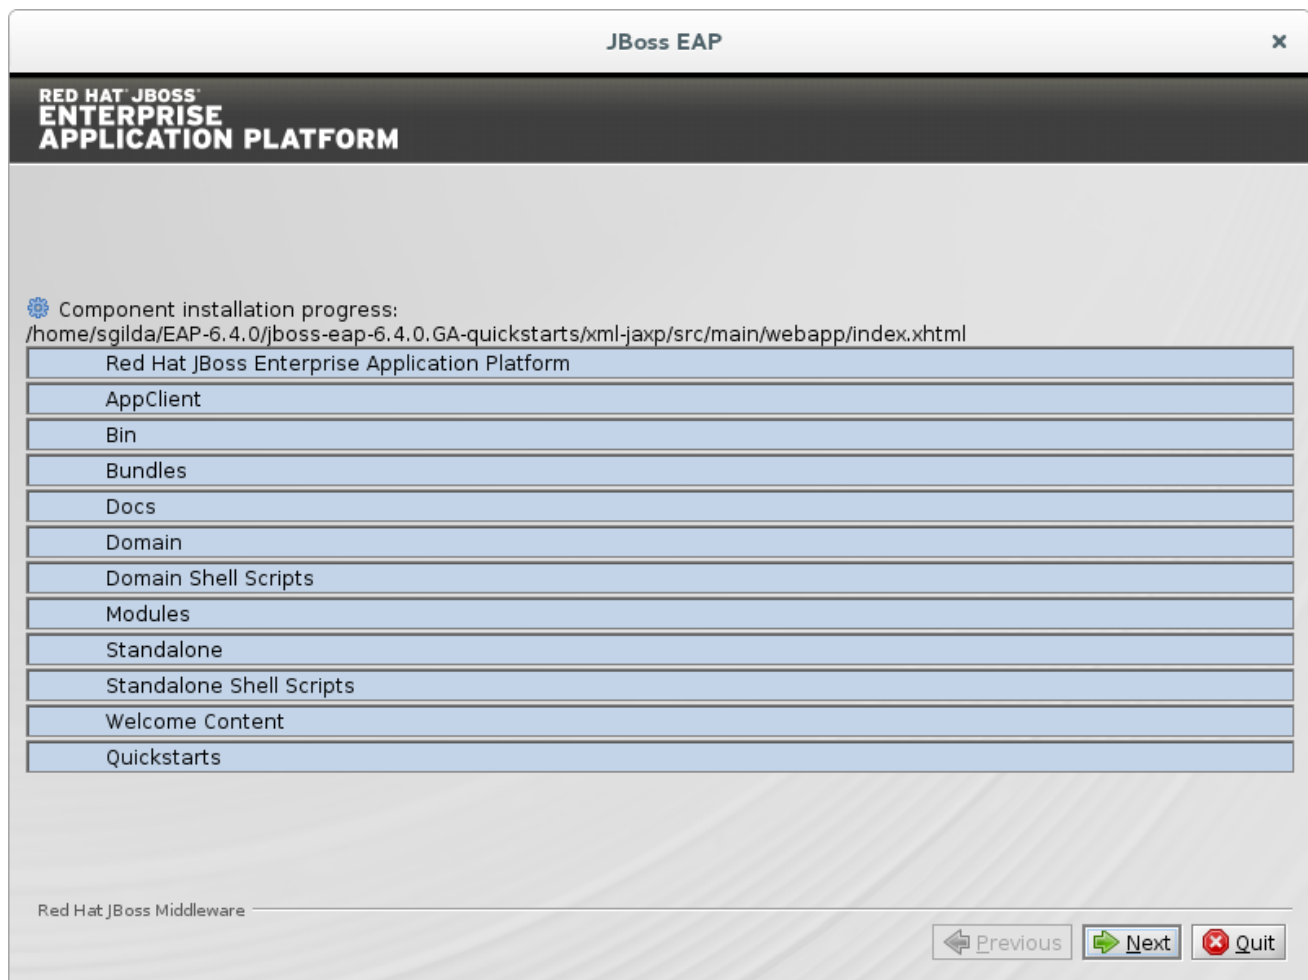 JBoss EAP
RED HAT JBOSS
ENTERPRISE
APPLICATION PLATFORM
Component installation progress:
/home/sgilda/EAP-6.4.0/jboss-eap-6.4.0.GA-quickstarts/xml-jaxp/src/main/webapp/index.xhtml
Red Hat JBoss Enterprise Application Platform
AppClient
Bin
Bundles
Docs
Domain
Domain Shell Scripts
Modules
Standalone
Standalone Shell Scripts
Welcome Content
Quickstarts
Red Hat JBoss Middleware
Previous Next Quit